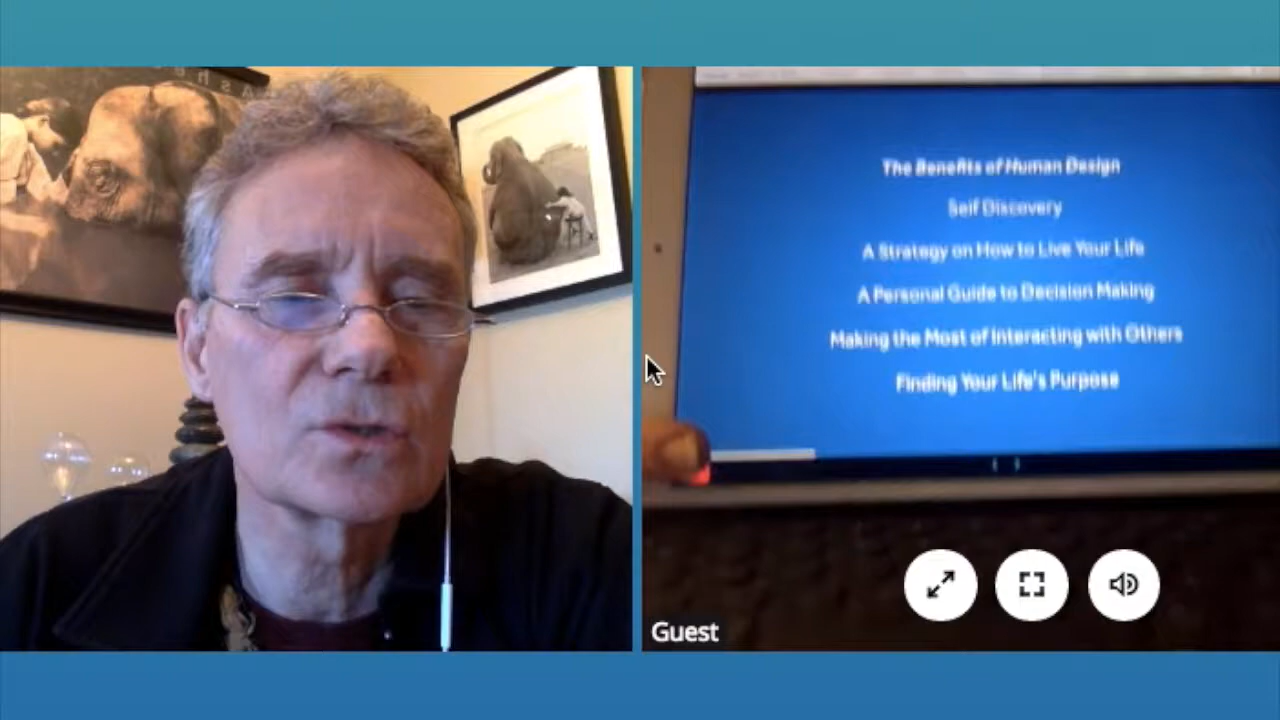 The Benefits of Human Design
Self Discovery
A Strategy on How to Live Your Life
A Personal Guide to Decision Making
Making the Most of Interacting with Others
Finding Your Life's Purpose
Guest